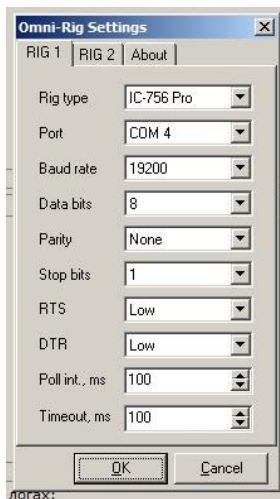 Omni-Rig Settings
RIG 1 RIG 2 About
Rig type IC-756 Pro
Port COM 4
Baud rate 19200
Data bits 8
Parity None
Stop bits 1
RTS Low
DTR Low
Poll int., ms 100
Timeout, ms 100
OK Cancel
логах: